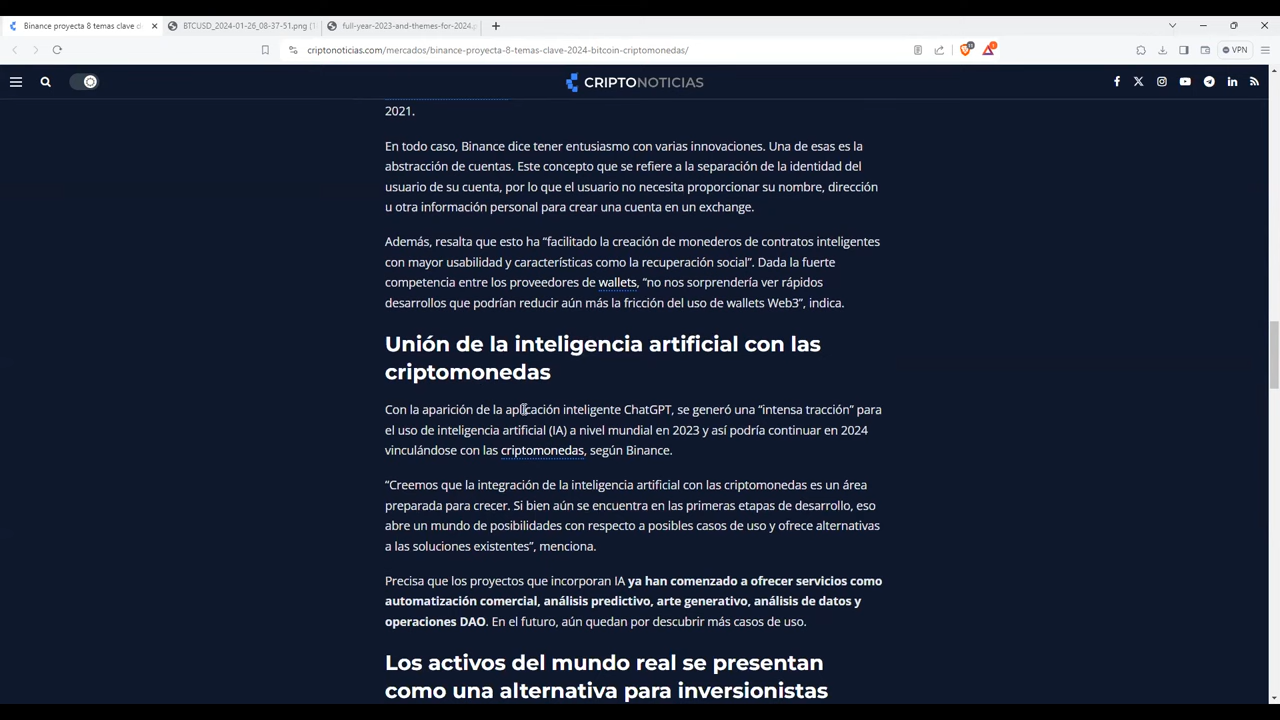 Binance proyecta 8 temas clave d
BTCUSD_2024-01-26_08-37-51.png (1
full-year-2023-and-themes-for-2024.
criptonoticias.com/mercados/binance-proyecta-8-temas-clave-2024-bitcoin-criptomonedas/
VPN
CRIPTONOTICIAS
2021.
En todo caso, Binance dice tener entusiasmo con varias innovaciones. Una de esas es la
abstracción de cuentas. Este concepto que se refiere a la separación de la identidad del
usuario de su cuenta, por lo que el usuario no necesita proporcionar su nombre, dirección
u otra información personal para crear una cuenta en un exchange.
Además, resalta que esto ha “facilitado la creación de monederos de contratos inteligentes
con mayor usabilidad y características como la recuperación social”. Dada la fuerte
competencia entre los proveedores de wallets, “no nos sorprendería ver rápidos
desarrollos que podrían reducir aún más la fricción del uso de wallets Web3”, indica.
Unión de la inteligencia artificial con las
criptomonedas
Con la aparición de la aplicación inteligente ChatGPT, se generó una “intensa tracción” para
el uso de inteligencia artificial (IA) a nivel mundial en 2023 y así podría continuar en 2024
vinculándose con las criptomonedas, según Binance.
“Creemos que la integración de la inteligencia artificial con las criptomonedas es un área
preparada para crecer. Si bien aún se encuentra en las primeras etapas de desarrollo, eso
abre un mundo de posibilidades con respecto a posibles casos de uso y ofrece alternativas
a las soluciones existentes”, menciona.
Precisa que los proyectos que incorporan IA ya han comenzado a ofrecer servicios como
automatización comercial, análisis predictivo, arte generativo, análisis de datos y
operaciones DAO. En el futuro, aún quedan por descubrir más casos de uso.
Los activos del mundo real se presentan
como una alternativa para inversionistas